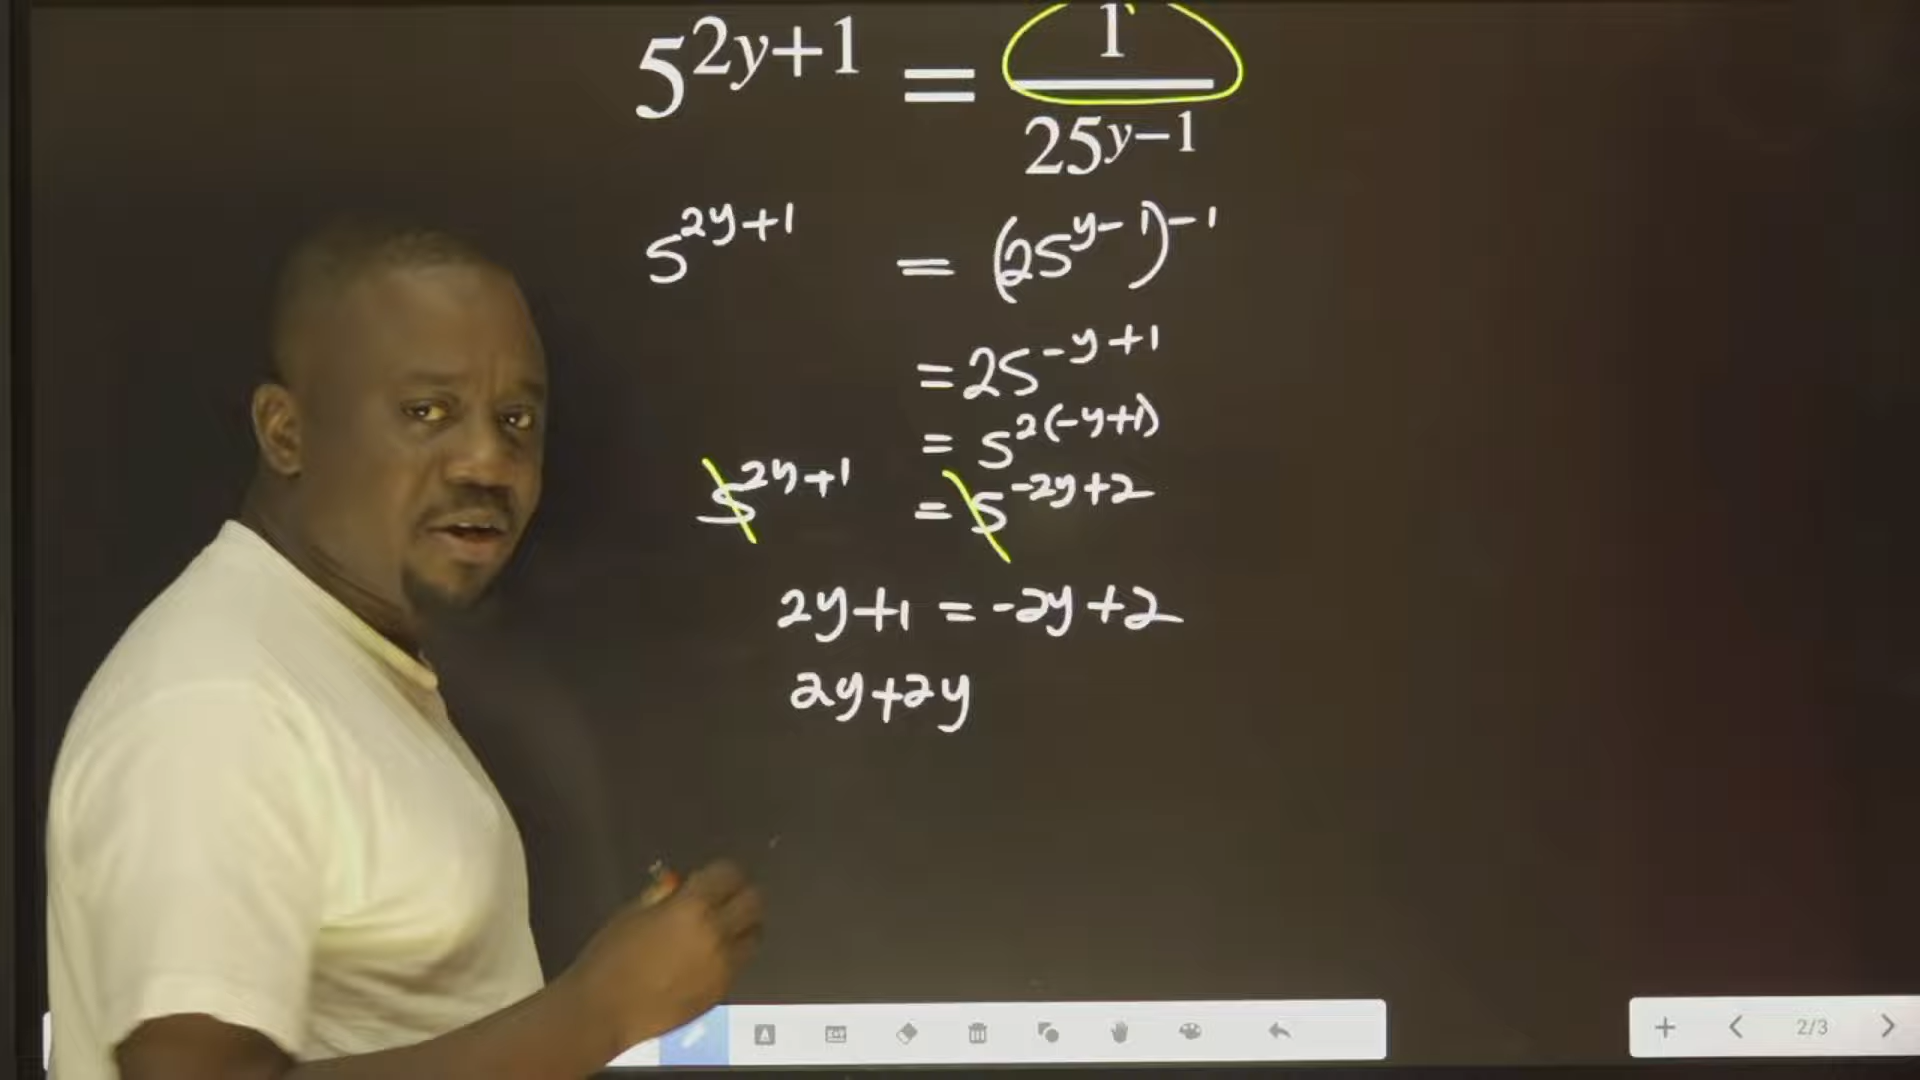 5^{2y+1} = \frac{1}{25^{y-1}}
5^{2y+1} = (25^{y-1})^{-1}
= 25^{-y+1}
= 5^{2(-y+1)}
5^{2y+1} = 5^{-2y+2}
2y+1 = -2y+2
2y+2y
2/3